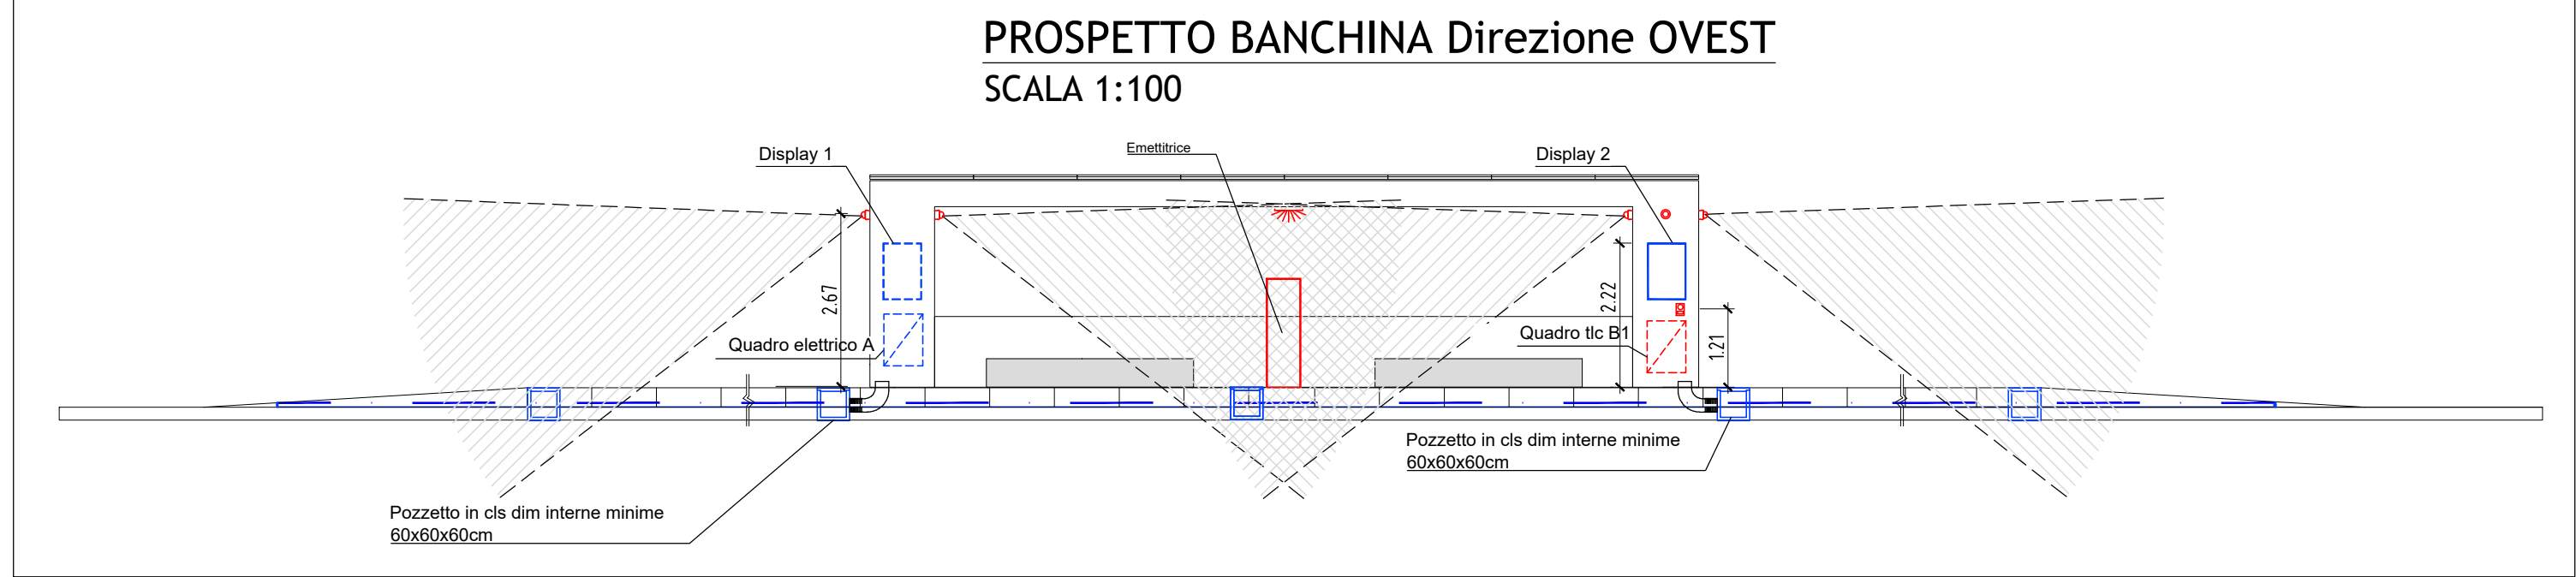 PROSPETTO BANCHINA Direzione OVEST
SCALA 1:100
Display 1
Emettitrice
Display 2
2.67
2.22
Quadro elettrico A
Quadro tlc B1
1.21
Pozzetto in cls dim interne minime
60x60x60cm
Pozzetto in cls dim interne minime
60x60x60cm